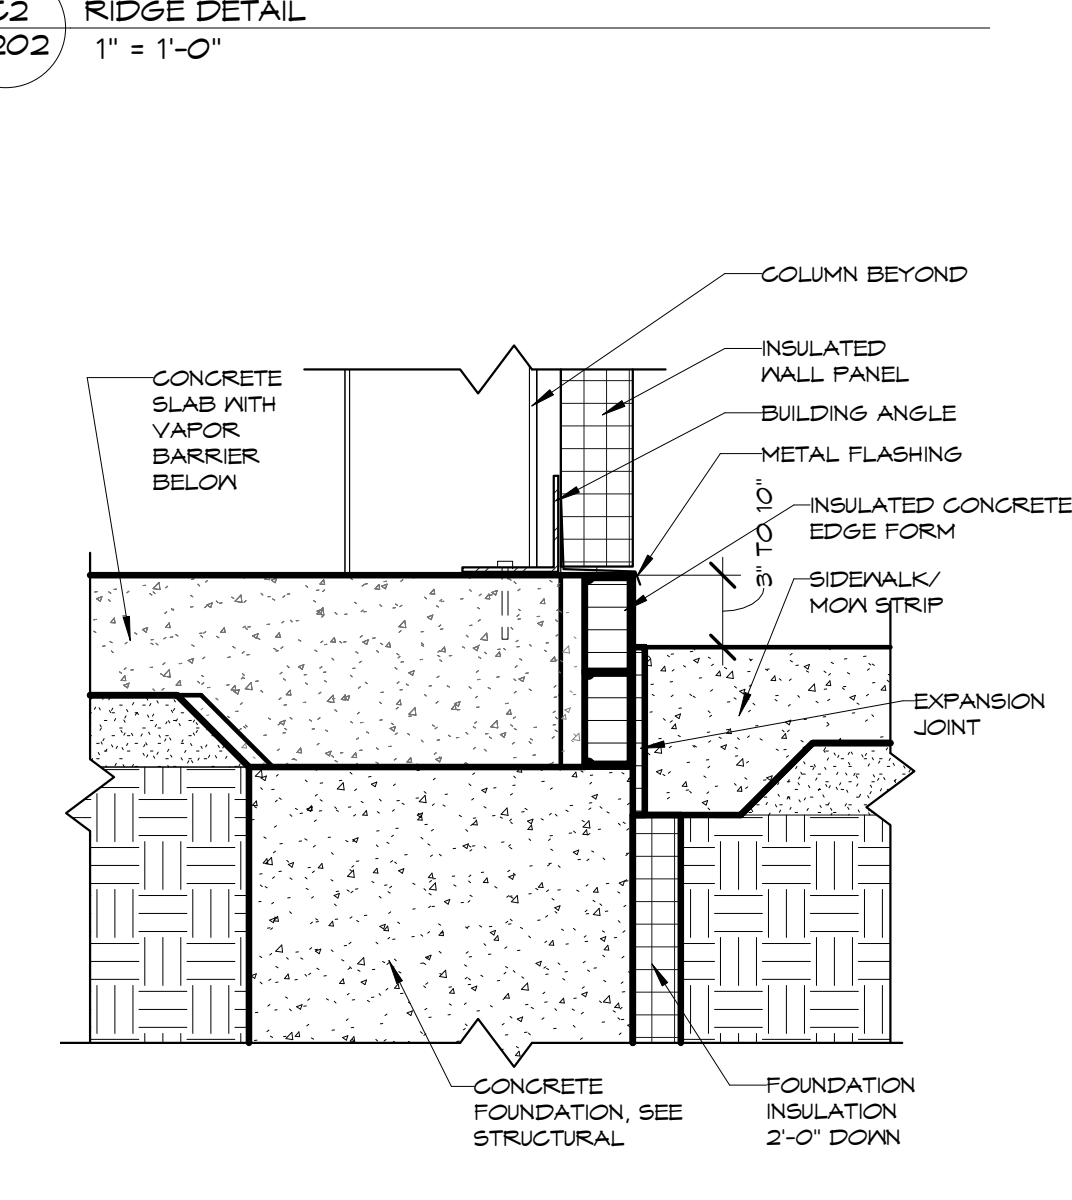 RIDGE DETAIL
1" = 1'-0"
COLUMN BEYOND
INSULATED
WALL PANEL
BUILDING ANGLE
METAL FLASHING
3" TO 10"
INSULATED CONCRETE
EDGE FORM
SIDEWALK/
MOW STRIP
EXPANSION
JOINT
CONCRETE
SLAB WITH
VAPOR
BARRIER
BELOW
CONCRETE
FOUNDATION, SEE
STRUCTURAL
FOUNDATION
INSULATION
2'-0" DOWN